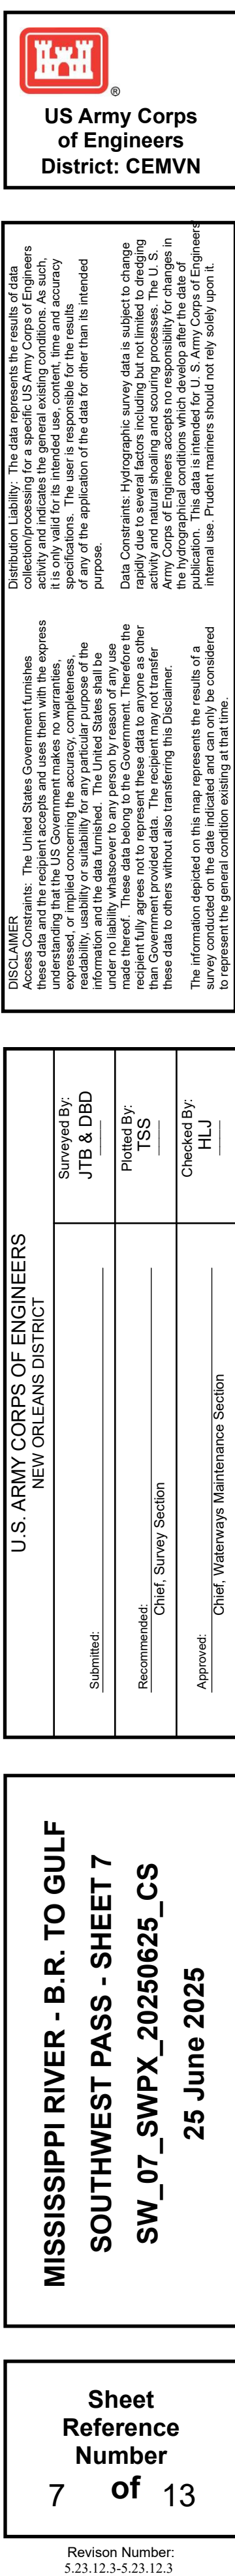 US Army Corps
of Engineers
District: CEMVN
®
DISCLAIMER
Access Constraints: The United States Government furnishes
these data and the recipient accepts and uses them with the express
understanding that the US Government makes no warranties,
expressed, or implied concerning the accuracy, completeness,
readability, usability or suitability for any particular purpose of the
information and the data furnished. The United States shall be
under no liability whatsoever to any person by reason of any use
made thereof. These data belong to the Government. Therefore the
recipient fully agrees not to represent these data to anyone as other
than Government provided data. The recipient may not transfer
these data to others without also transferring this Disclaimer.
The information depicted on this map represents the results of a
survey conducted on the date indicated and can only be considered
to represent the general condition existing at that time.
Distribution Liability: The data represents the results of data
collection/processing for a specific US Army Corps of Engineers
activity and indicates the general existing conditions. As such,
it is only valid for its intended use, content, time and accuracy
specifications. The user is responsible for the results
of any of the application of the data for other than its intended
purpose.
Data Constraints: Hydrographic survey data is subject to change
rapidly due to several factors including but not limited to dredging
activity and natural shoaling and scouring processes. The U. S.
Army Corps of Engineers accepts no responsibility for changes in
the hydrographic conditions which develop after the date of
publication. This data is intended for U. S. Army Corps of Engineers'
internal use. Prudent mariners should not rely solely upon it.
U.S. ARMY CORPS OF ENGINEERS
NEW ORLEANS DISTRICT
Submitted:
Surveyed By:
JTB & DBD
Recommended:
Chief, Survey Section
Plotted By:
TSS
Approved:
Chief, Waterways Maintenance Section
Checked By:
HLJ
MISSISSIPPI RIVER - B.R. TO GULF
SOUTHWEST PASS - SHEET 7
SW_07_SWPX_20250625_CS
25 June 2025
Sheet
Reference
Number
7 of 13
Revison Number:
5.23.12.3-5.23.12.3